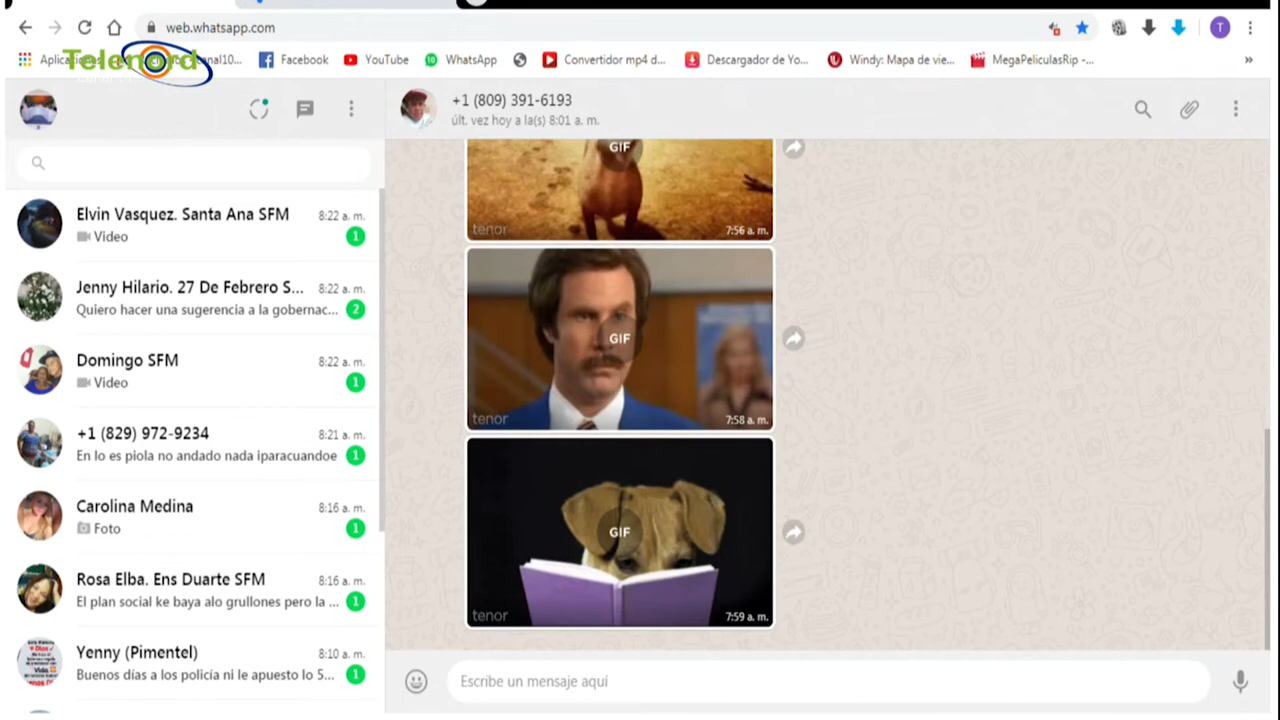 web.whatsapp.com
T
Telenord
Facebook
YouTube
WhatsApp
Convertidor mp4 d...
Descargador de Yo...
Windy: Mapa de vie...
MegaPeliculasRip -...
»
+1 (809) 391-6193
últ. vez hoy a la(s) 8:01 a. m.
Elvin Vasquez. Santa Ana SFM 8:22 a. m.
Video 1
Jenny Hilario. 27 De Febrero S... 8:22 a. m.
Quiero hacer una sugerencia a la gobernac... 2
Domingo SFM 8:22 a. m.
Video 1
+1 (829) 972-9234 8:21 a. m.
En lo es piola no andado nada iparacuandoe 1
Carolina Medina 8:16 a. m.
Foto 1
Rosa Elba. Ens Duarte SFM 8:16 a. m.
El plan social ke baya alo grullones pero la ... 1
Yenny (Pimentel) 8:10 a. m.
Buenos días a los policía ni le apuesto lo 5... 1
GIF
tenor 7:56 a. m.
GIF
tenor 7:58 a. m.
GIF
tenor 7:59 a. m.
Escribe un mensaje aquí